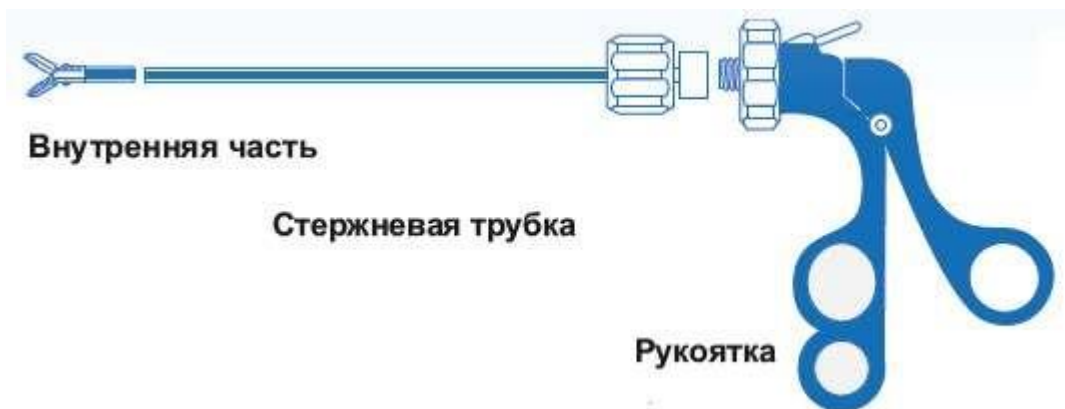 Внутренняя часть
Стержневая трубка
Рукоятка